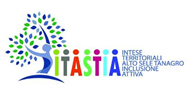 ITASTIA
INTESE
TERRITORIALI
ALTO SELE TANAGRO
INCLUSIONE
ATTIVA